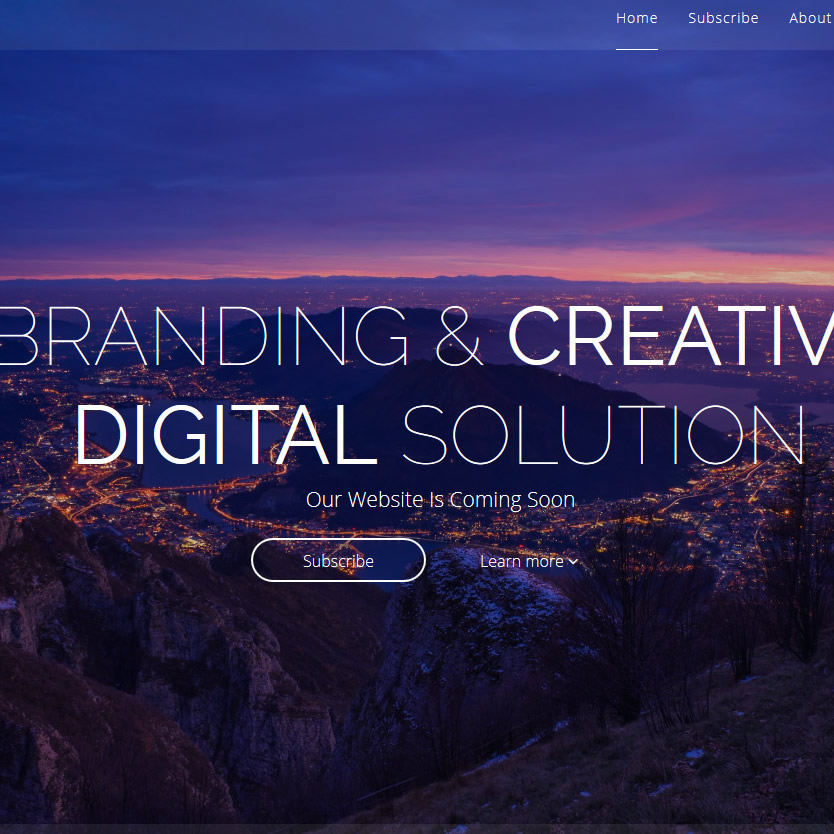 Home Subscribe About
BRANDING & CREATIV
DIGITAL SOLUTION
Our Website Is Coming Soon
Subscribe Learn more